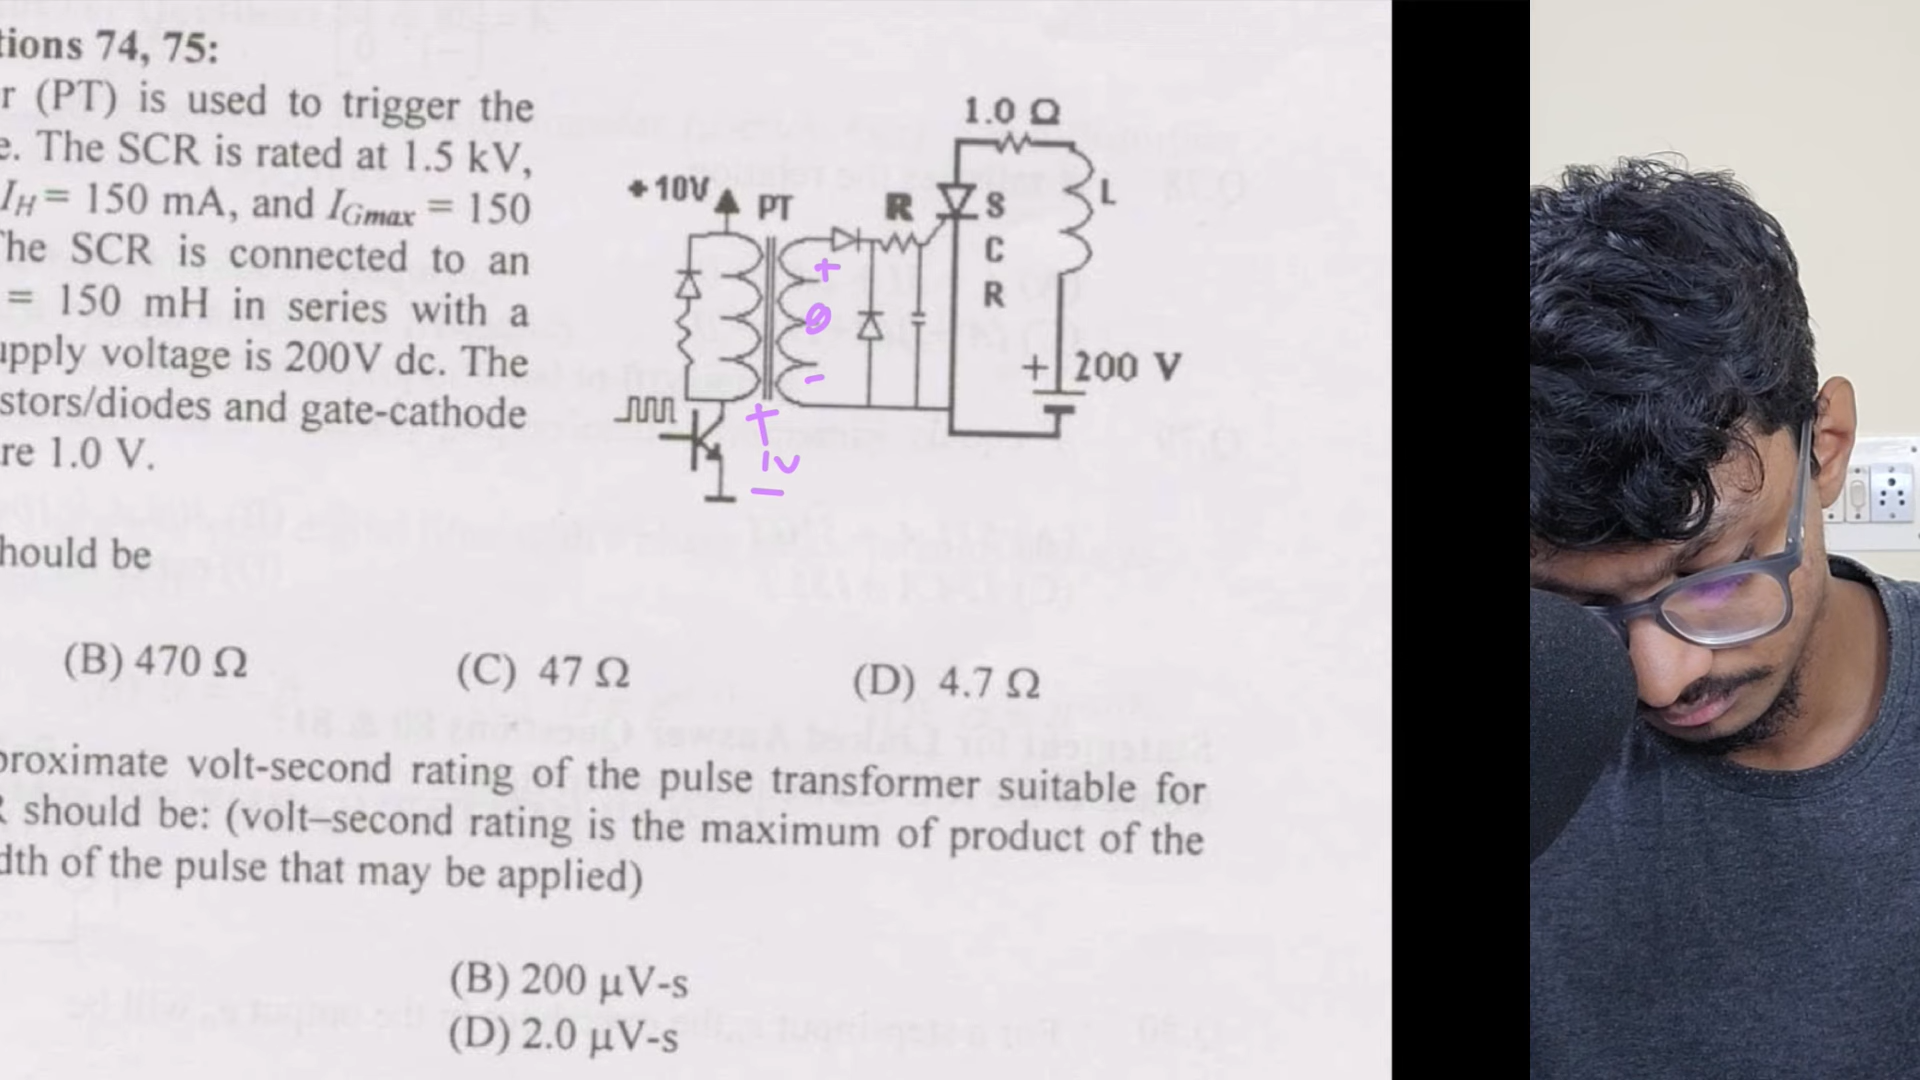 tions 74, 75:
r (PT) is used to trigger the
e. The SCR is rated at 1.5 kV,
I_H = 150 mA, and I_Gmax = 150
The SCR is connected to an
= 150 mH in series with a
upply voltage is 200V dc. The
stors/diodes and gate-cathode
re 1.0 V.
+10V
PT
R
1.0 Ω
L
S
C
R
+ 200 V
+
-
+
1V
-
hould be
(B) 470 Ω
(C) 47 Ω
(D) 4.7 Ω
proximate volt-second rating of the pulse transformer suitable for
R should be: (volt–second rating is the maximum of product of the
dth of the pulse that may be applied)
(B) 200 μV-s
(D) 2.0 μV-s